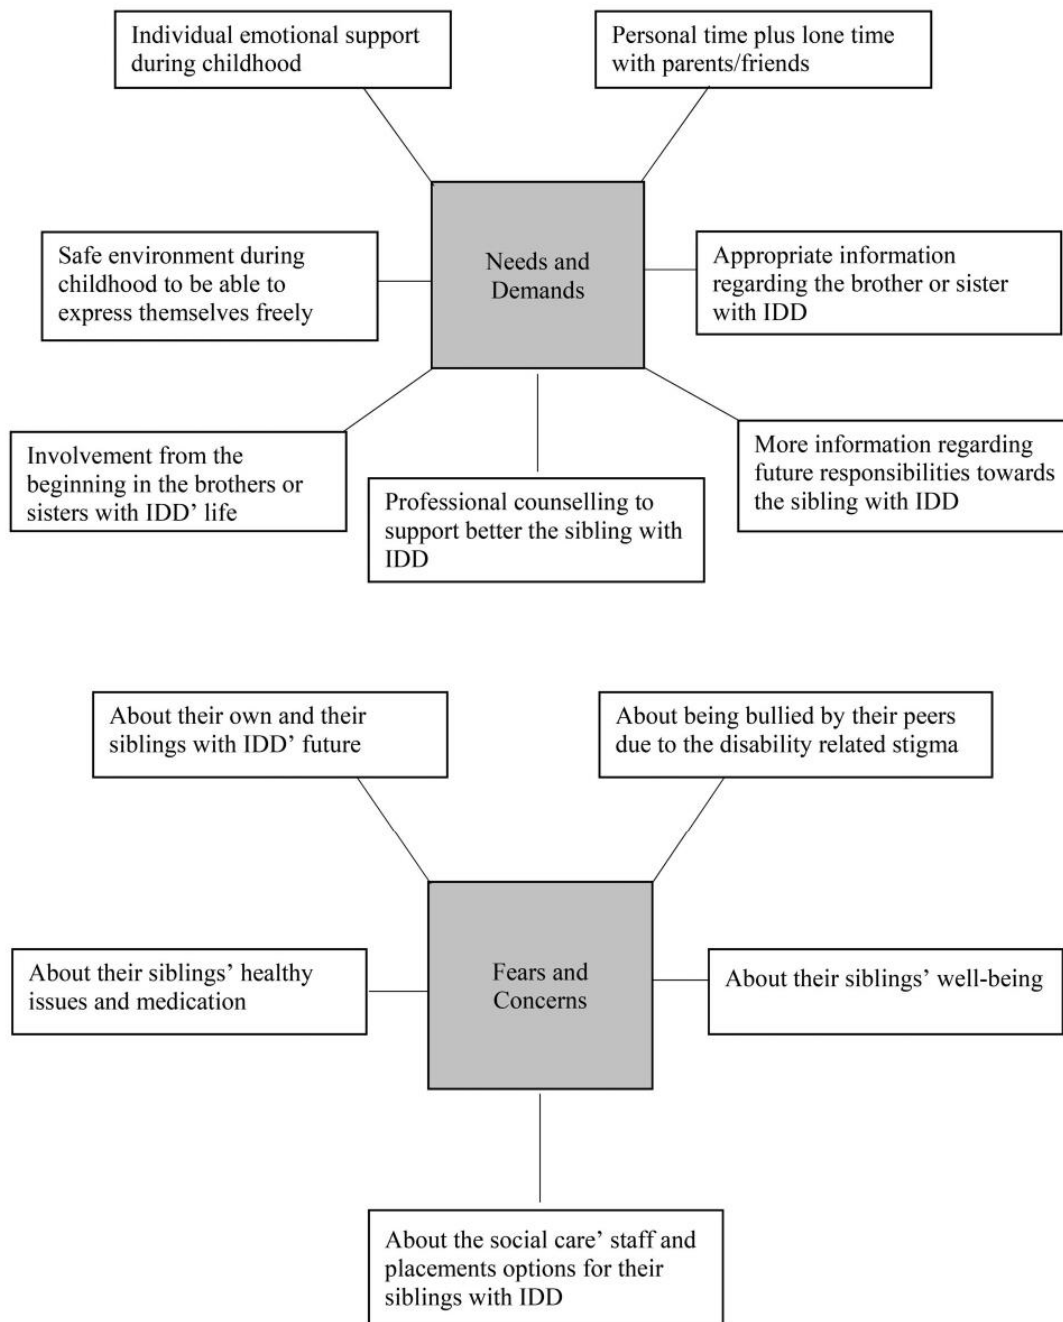 Individual emotional support
during childhood
Personal time plus lone time
with parents/friends
Needs and
Demands
Safe environment during
childhood to be able to
express themselves freely
Appropriate information
regarding the brother or sister
with IDD
Involvement from the
beginning in the brothers or
sisters with IDD’ life
Professional counselling to
support better the sibling with
IDD
More information regarding
future responsibilities towards
the sibling with IDD
About their own and their
siblings with IDD’ future
About being bullied by their peers
due to the disability related stigma
About their siblings’ healthy
issues and medication
Fears and
Concerns
About their siblings’ well-being
About the social care’ staff and
placements options for their
siblings with IDD